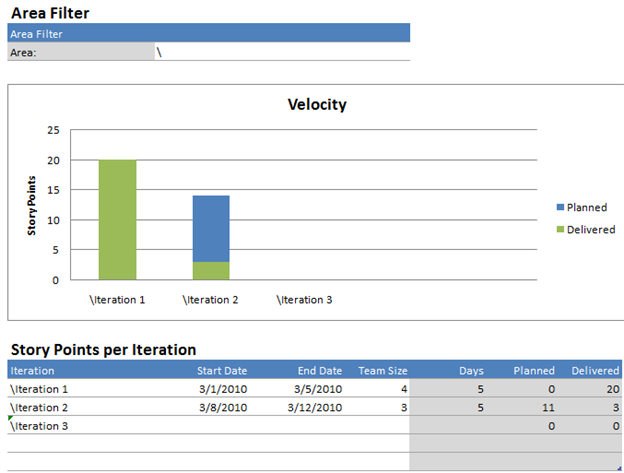 Area Filter
Area Filter
Area: \
Velocity
25
20
15
10
5
0
Story Points
\Iteration 1 \Iteration 2 \Iteration 3
Planned
Delivered
Story Points per Iteration
Iteration Start Date End Date Team Size Days Planned Delivered
\Iteration 1 3/1/2010 3/5/2010 4 5 0 20
\Iteration 2 3/8/2010 3/12/2010 3 5 11 3
\Iteration 3 0 0